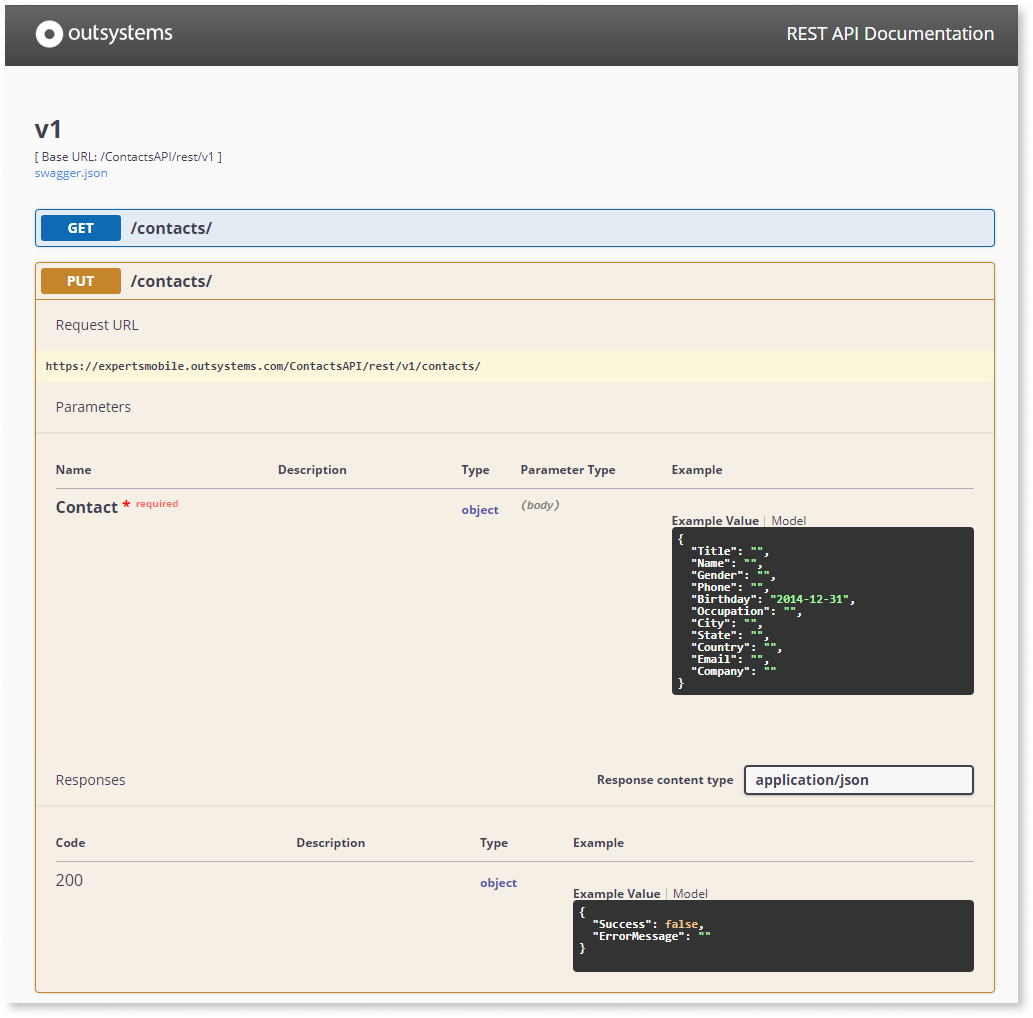 outsystems
REST API Documentation
v1
[ Base URL: /ContactsAPI/rest/v1 ]
swagger.json
GET /contacts/
PUT /contacts/
Request URL
https://expertsmobile.outsystems.com/ContactsAPI/rest/v1/contacts/
Parameters
Name Description Type Parameter Type Example
Contact * required object (body)
Example Value | Model
{
"Title": "",
"Name": "",
"Gender": "",
"Phone": "",
"Birthday": "2014-12-31",
"Occupation": "",
"City": "",
"State": "",
"Country": "",
"Email": "",
"Company": ""
}
Responses Response content type application/json
Code Description Type Example
200 object
Example Value | Model
{
"Success": false,
"ErrorMessage": ""
}